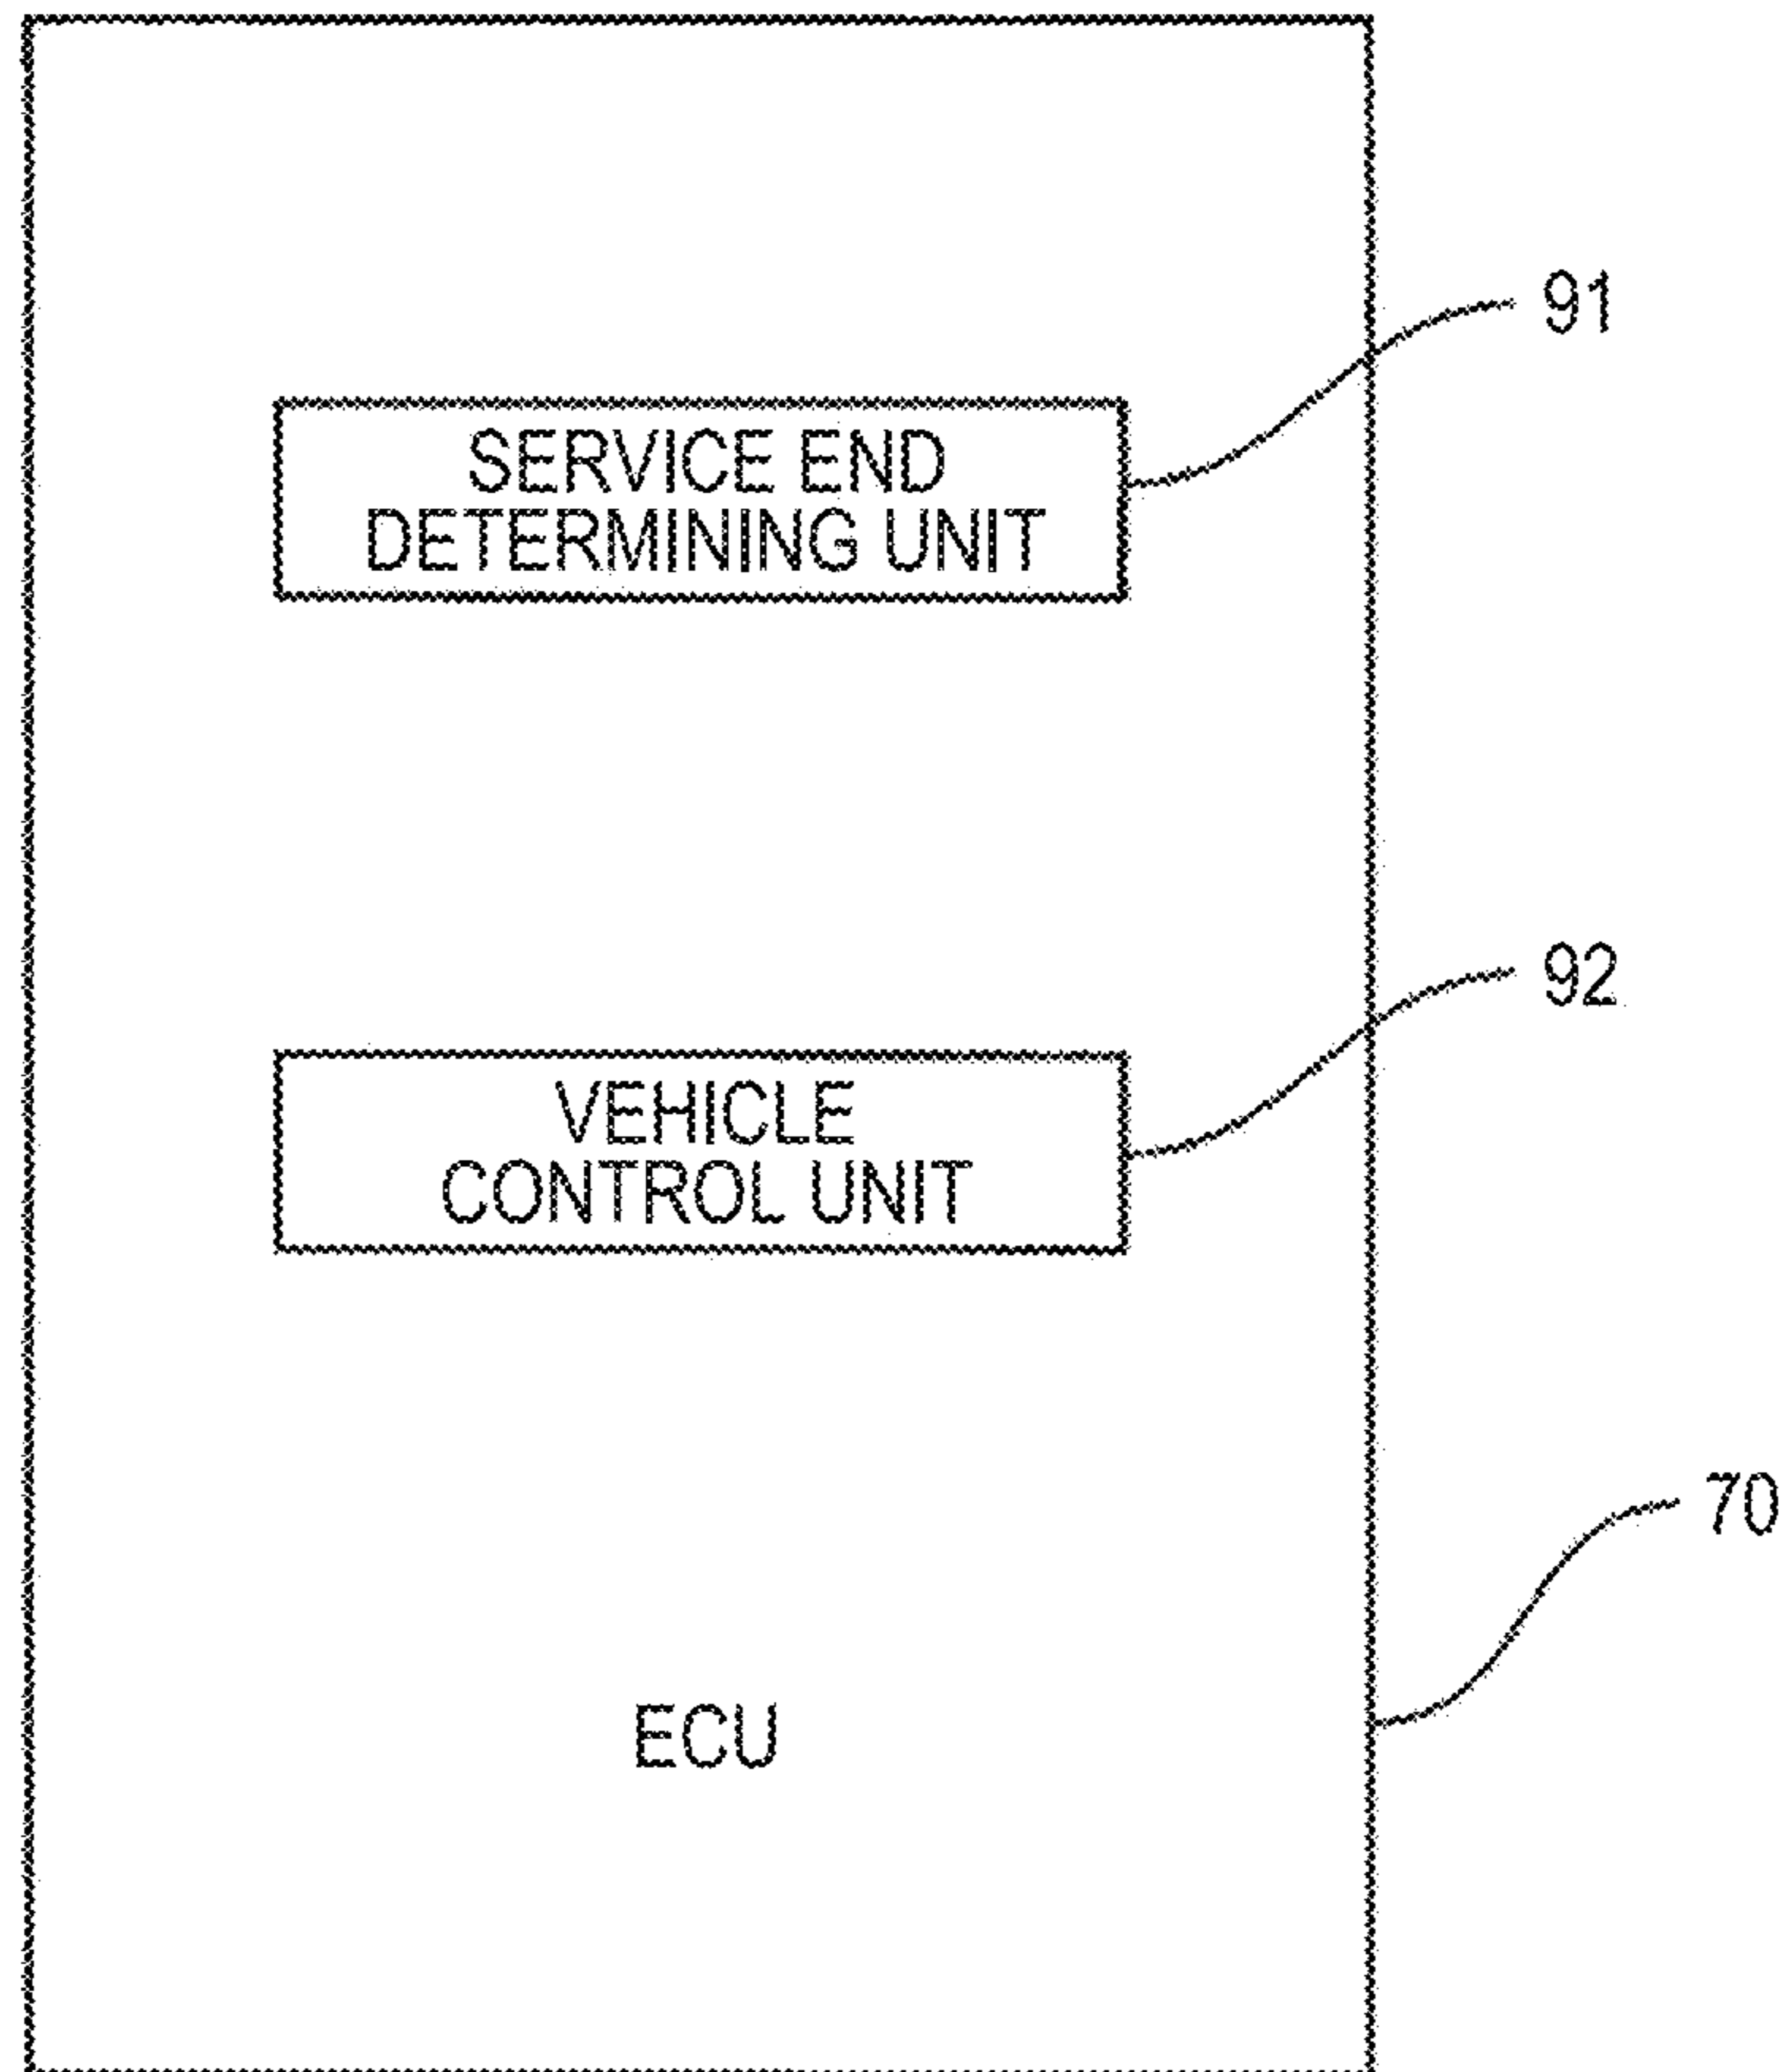 91
SERVICE END
DETERMINING UNIT
92
VEHICLE
CONTROL UNIT
70
ECU